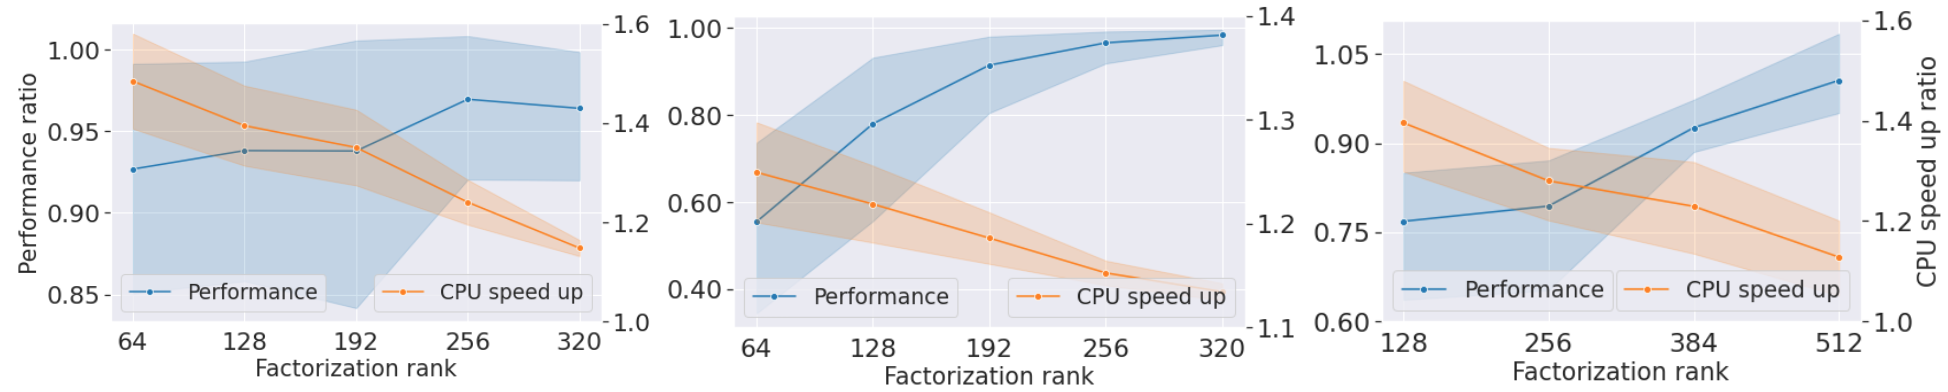 Performance ratio
1.00
0.95
0.90
0.85
1.6
1.4
1.2
1.0
Performance
CPU speed up
64 128 192 256 320
Factorization rank
1.00
0.80
0.60
0.40
1.4
1.3
1.2
1.1
Performance
CPU speed up
64 128 192 256 320
Factorization rank
1.05
0.90
0.75
0.60
1.6
1.4
1.2
1.0
CPU speed up ratio
Performance
CPU speed up
128 256 384 512
Factorization rank